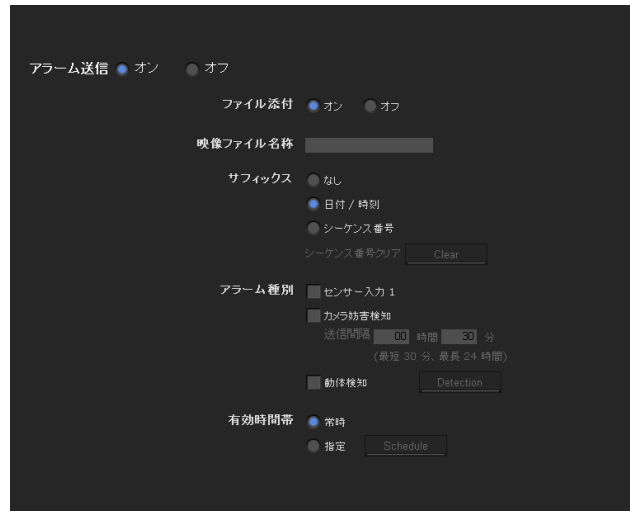 アラーム送信 オン オフ
ファイル添付 オン オフ
映像ファイル名称
サフィックス なし
日付 / 時刻
シーケンス番号
シーケンス番号クリア Clear
アラーム種別 センサー入力 1
カメラ妨害検知
送信間隔 00 時間 30 分
(最短 30 分、最長 24 時間)
動体検知 Detection
有効時間帯 常時
指定 Schedule